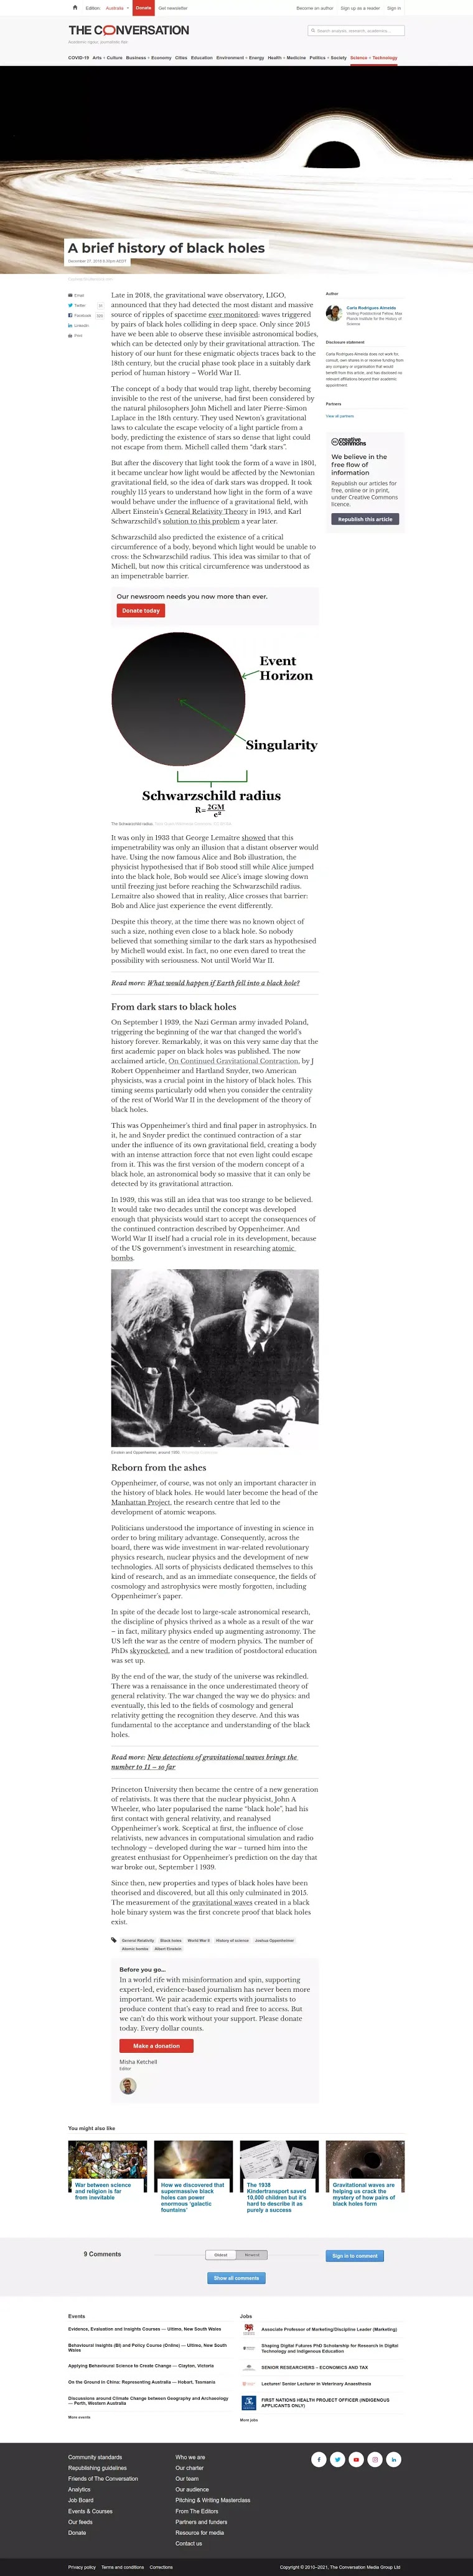 Edition: Australia
Donate
Get newsletter
Become an author
Sign up as a reader
Sign in
THE CONVERSATION
Academic rigour, journalistic flair
Search analysis, research, academics…
COVID-19 Arts + Culture Business + Economy Cities Education Environment + Energy Health + Medicine Politics + Society Science + Technology
A brief history of black holes
December 27, 2018 6.30am AEDT
Email
Twitter
Facebook
LinkedIn
Print
Late in 2018, the gravitational wave observatory, LIGO,
announced that they had detected the most distant and massive
source of ripples of spacetime ever monitored: waves triggered
by pairs of black holes colliding in deep space. Only since 2015
have we been able to observe these invisible astronomical bodies,
which can be detected only by their gravitational attraction. The
history of our hunt for these enigmatic objects traces back to the
18th century, but the crucial phase took place in a suitably dark
period of human history – World War II.
The concept of a body that would trap light, thereby becoming
invisible to the rest of the universe, had first been considered by
the natural philosophers John Michell and later Pierre-Simon
Laplace in the 18th century. They used Newton's gravitational
laws to calculate the escape velocity of a light particle from a
body, predicting the existence of stars so dense that light could
not escape from them. Michell called them "dark stars".
But after the discovery that light took the form of a wave in 1801,
it became unclear how light would be affected by the Newtonian
gravitational field, so the idea of dark stars was dropped. It took
roughly 115 years to understand how light in the form of a wave
would behave under the influence of a gravitational field, with
Albert Einstein's General Relativity Theory in 1915, and Karl
Schwarzschild's solution to this problem a year later.
Schwarzschild also predicted the existence of a critical
circumference of a body, beyond which light would be unable to
cross: the Schwarzschild radius. This idea was similar to that of
Michell, but now this critical circumference was understood as
an impenetrable barrier.
Our newsroom needs you now more than ever.
Donate today
Event
Horizon
Singularity
Schwarzschild radius
R= 2GM
c²
The Schwarzschild radius.
It was only in 1933 that George Lemaître showed that this
impenetrability was only an illusion that a distant observer would
have. Using the now famous Alice and Bob illustration, the
physicist hypothesised that if Bob stood still while Alice jumped
into the black hole, Bob would see Alice's image slowing down
until freezing just before reaching the Schwarzschild radius.
Lemaître also showed that in reality, Alice crosses that barrier:
Bob and Alice just experience the event differently.
Despite this theory, at the time there was no known object of
such a size, nothing even close to a black hole. So nobody
believed that something similar to the dark stars as hypothesised
by Michell would exist. In fact, no one even dared to treat the
possibility with seriousness. Not until World War II.
Read more: What would happen if Earth fell into a black hole?
From dark stars to black holes
On September 1 1939, the Nazi German army invaded Poland,
triggering the beginning of the war that changed the world's
history forever. Remarkably, it was on this very same day that the
first academic paper on black holes was published. The now
acclaimed article, On Continued Gravitational Contraction, by J
Robert Oppenheimer and Hartland Snyder, two American
physicists, was a crucial point in the history of black holes. This
timing seems particularly odd when you consider the centrality
of the rest of World War II in the development of the theory of
black holes.
This was Oppenheimer's third and final paper in astrophysics. In
it, he and Snyder predict the continued contraction of a star
under the influence of its own gravitational field, creating a body
with an intense attraction force that not even light could escape
from it. This was the first version of the modern concept of a
black hole, an astronomical body so massive that it can only be
detected by its gravitational attraction.
In 1939, this was still an idea that was too strange to be believed.
It would take two decades until the concept was developed
enough that physicists would start to accept the consequences of
the continued contraction described by Oppenheimer. And
World War II itself had a crucial role in its development, because
of the US government's investment in researching atomic
bombs.
Einstein and Oppenheimer, around 1950.
Reborn from the ashes
Oppenheimer, of course, was not only an important character in
the history of black holes. He would later become the head of the
Manhattan Project, the research centre that led to the
development of atomic weapons.
Politicians understood the importance of investing in science in
order to bring military advantage. Consequently, across the
board, there was wide investment in war-related revolutionary
physics research, nuclear physics and the development of new
technologies. All sorts of physicists dedicated themselves to this
kind of research, and as an immediate consequence, the fields of
cosmology and astrophysics were mostly forgotten, including
Oppenheimer's paper.
In spite of the decade lost to large-scale astronomical research,
the discipline of physics thrived as a whole as a result of the war
– in fact, military physics ended up augmenting astronomy. The
US left the war as the centre of modern physics. The number of
PhDs skyrocketed, and a new tradition of postdoctoral education
was set up.
By the end of the war, the study of the universe was rekindled.
There was a renaissance in the once underestimated theory of
general relativity. The war changed the way we do physics: and
eventually, this led to the fields of cosmology and general
relativity getting the recognition they deserve. And this was
fundamental to the acceptance and understanding of the black
holes.
Read more: New detections of gravitational waves brings the
number to 11 – so far
Princeton University then became the centre of a new generation
of relativists. It was there that the nuclear physicist, John A
Wheeler, who later popularised the name "black hole", had his
first contact with general relativity, and reanalysed
Oppenheimer's work. Sceptical at first, the influence of close
relativists, new advances in computational simulation and radio
technology – developed during the war – turned him into the
greatest enthusiast for Oppenheimer's prediction on the day that
war broke out, September 1 1939.
Since then, new properties and types of black holes have been
theorised and discovered, but all this only culminated in 2015.
The measurement of the gravitational waves created in a black
hole binary system was the first concrete proof that black holes
exist.
General Relativity Black holes World War II History of science Joshua Oppenheimer
Atomic bombs Albert Einstein
Before you go...
In a world rife with misinformation and spin, supporting
expert-led, evidence-based journalism has never been more
important. We pair academic experts with journalists to
produce content that's easy to read and free to access. But
we can't do this work without your support. Please donate
today. Every dollar counts.
Make a donation
Misha Ketchell
Editor
Author
Carla Rodrigues Almeida
Visiting Postdoctoral Fellow, Max
Planck Institute for the History of
Science
Disclosure statement
Carla Rodrigues Almeida does not work for,
consult, own shares in or receive funding from
any company or organisation that would
benefit from this article, and has disclosed no
relevant affiliations beyond their academic
appointment.
Partners
View all partners
creative
commons
We believe in the
free flow of
information
Republish our articles for
free, online or in print,
under Creative Commons
licence.
Republish this article
You might also like
War between science
and religion is far
from inevitable
How we discovered that
supermassive black
holes can power
enormous 'galactic
fountains'
The 1938
Kindertransport saved
10,000 children but it's
hard to describe it as
purely a success
Gravitational waves are
helping us crack the
mystery of how pairs of
black holes form
9 Comments
Oldest
Newest
Sign in to comment
Show all comments
Events
Evidence, Evaluation and Insights Courses — Ultimo, New South Wales
Behavioural Insights (BI) and Policy Course (Online) — Ultimo, New South
Wales
Applying Behavioural Science to Create Change — Clayton, Victoria
On the Ground in China: Representing Australia — Hobart, Tasmania
Discussions around Climate Change between Geography and Archaeology
— Perth, Western Australia
More events
Jobs
Associate Professor of Marketing/Discipline Leader (Marketing)
Shaping Digital Futures PhD Scholarship for Research in Digital
Technology and Indigenous Education
SENIOR RESEARCHERS – ECONOMICS AND TAX
Lecturer/ Senior Lecturer in Veterinary Anaesthesia
FIRST NATIONS HEALTH PROJECT OFFICER (INDIGENOUS
APPLICANTS ONLY)
More jobs
Community standards
Republishing guidelines
Friends of The Conversation
Analytics
Job Board
Events & Courses
Our feeds
Donate
Who we are
Our charter
Our team
Our audience
Pitching & Writing Masterclass
From The Editors
Partners and funders
Resource for media
Contact us
Privacy policy Terms and conditions Corrections
Copyright © 2010–2021, The Conversation Media Group Ltd